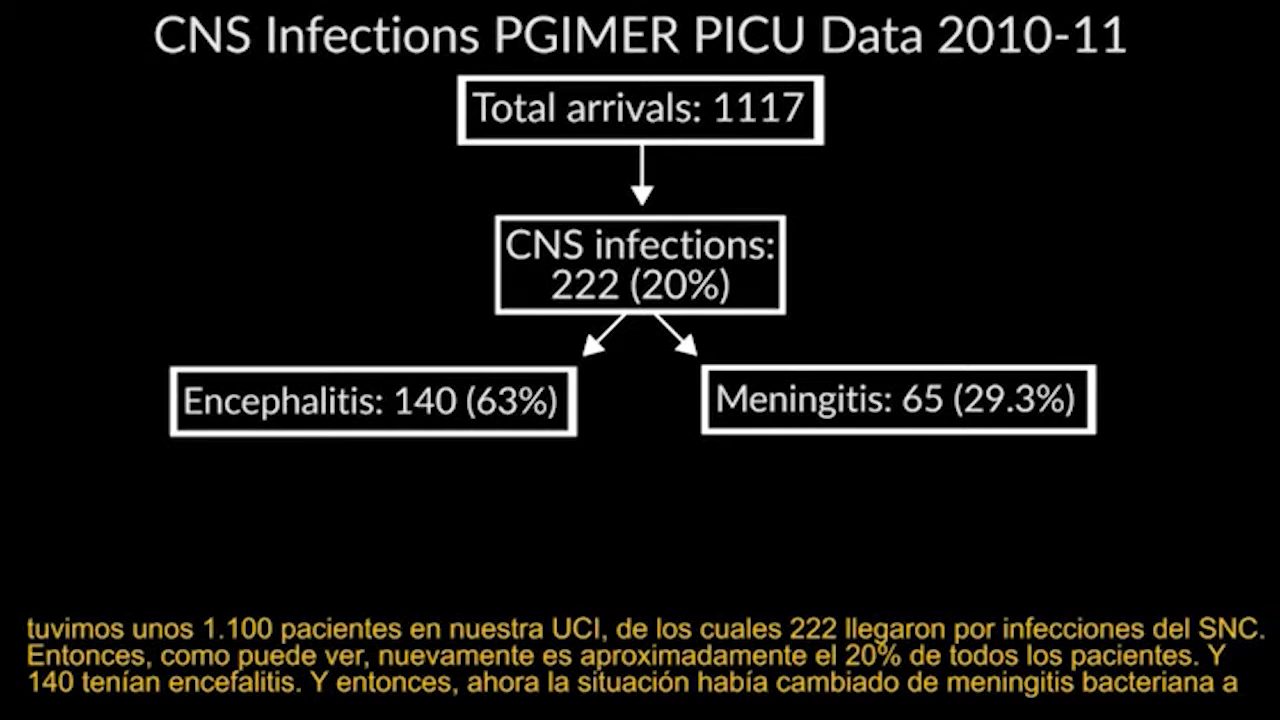 CNS Infections PGIMER PICU Data 2010-11
Total arrivals: 1117
CNS infections:
222 (20%)
Encephalitis: 140 (63%)
Meningitis: 65 (29.3%)
tuvimos unos 1.100 pacientes en nuestra UCI, de los cuales 222 llegaron por infecciones del SNC.
Entonces, como puede ver, nuevamente es aproximadamente el 20% de todos los pacientes. Y
140 tenían encefalitis. Y entonces, ahora la situación había cambiado de meningitis bacteriana a